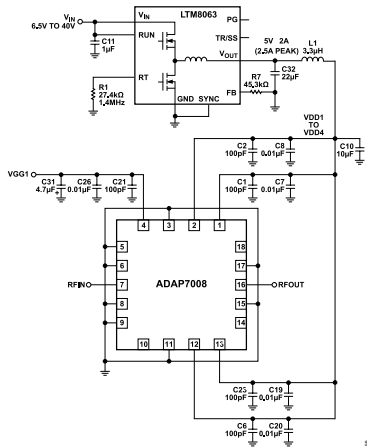 VIN
6.5V TO 40V
C11
1µF
VIN
LTM8063
RUN
PG
TR/SS
VOUT
5V 2A
(2.5A PEAK)
L1
3.3µH
RT
R1
27.4kΩ
1.4MHz
GND SYNC
FB
R7
45.3kΩ
C32
22µF
VDD1
TO
VDD4
C2
100pF
C8
0.01µF
C10
10µF
VGG1
C31
4.7µF
+
C26
0.01µF
C21
100pF
C1
100pF
C7
0.01µF
4
3
2
1
5
6
7
8
9
18
17
16
15
14
RFIN
ADAP7008
RFOUT
10
11
12
13
C25
100pF
C19
0.01µF
C6
100pF
C20
0.01µF